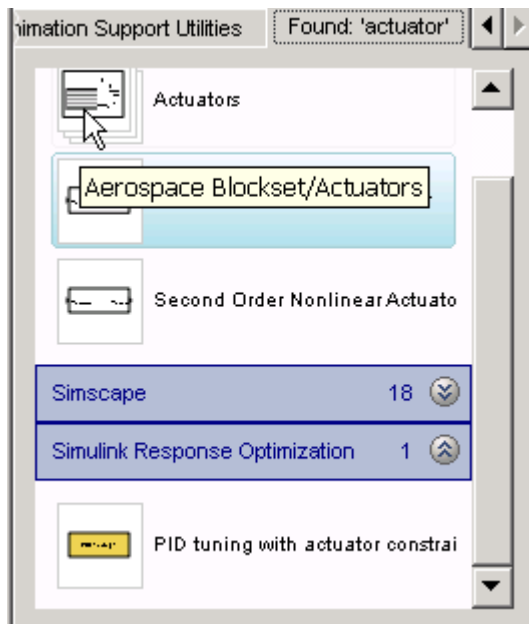 nimation Support Utilities
Found: 'actuator'
Actuators
Aerospace Blockset/Actuators
Second Order Nonlinear Actuato
Simscape 18
Simulink Response Optimization 1
PID tuning with actuator constrai